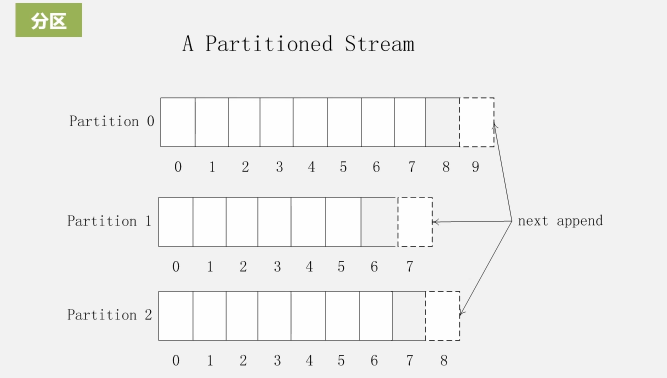 分区
A Partitioned Stream
Partition 0
0 1 2 3 4 5 6 7 8 9
Partition 1
next append
0 1 2 3 4 5 6 7
Partition 2
0 1 2 3 4 5 6 7 8